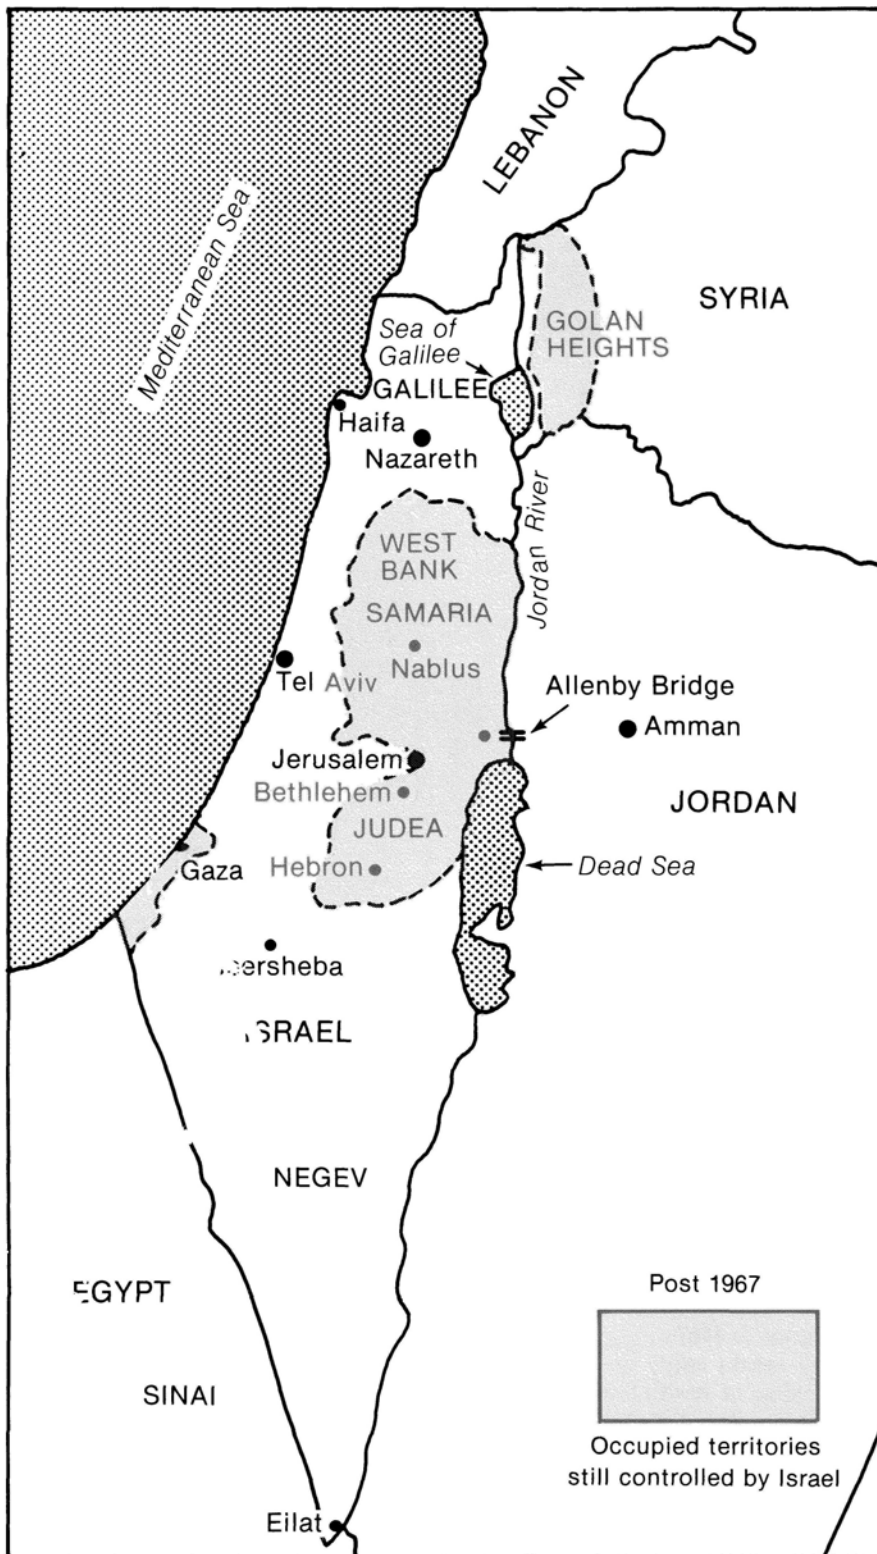 LEBANON
Mediterranean Sea
SYRIA
GOLAN
HEIGHTS
Sea of
Galilee
GALILEE
Haifa
Nazareth
Jordan River
WEST
BANK
SAMARIA
Nablus
Tel Aviv
Allenby Bridge
Amman
Jerusalem
Bethlehem
JORDAN
JUDEA
Gaza
Hebron
Dead Sea
ersheba
ISRAEL
NEGEV
EGYPT
Post 1967
SINAI
Occupied territories
still controlled by Israel
Eilat